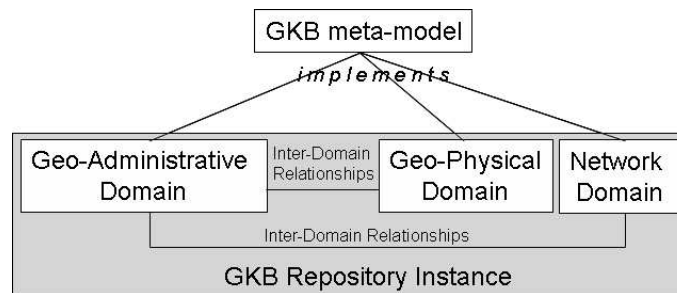 GKB meta-model
implements
Geo-Administrative
Domain
Inter-Domain
Relationships
Geo-Physical
Domain
Network
Domain
Inter-Domain Relationships
GKB Repository Instance